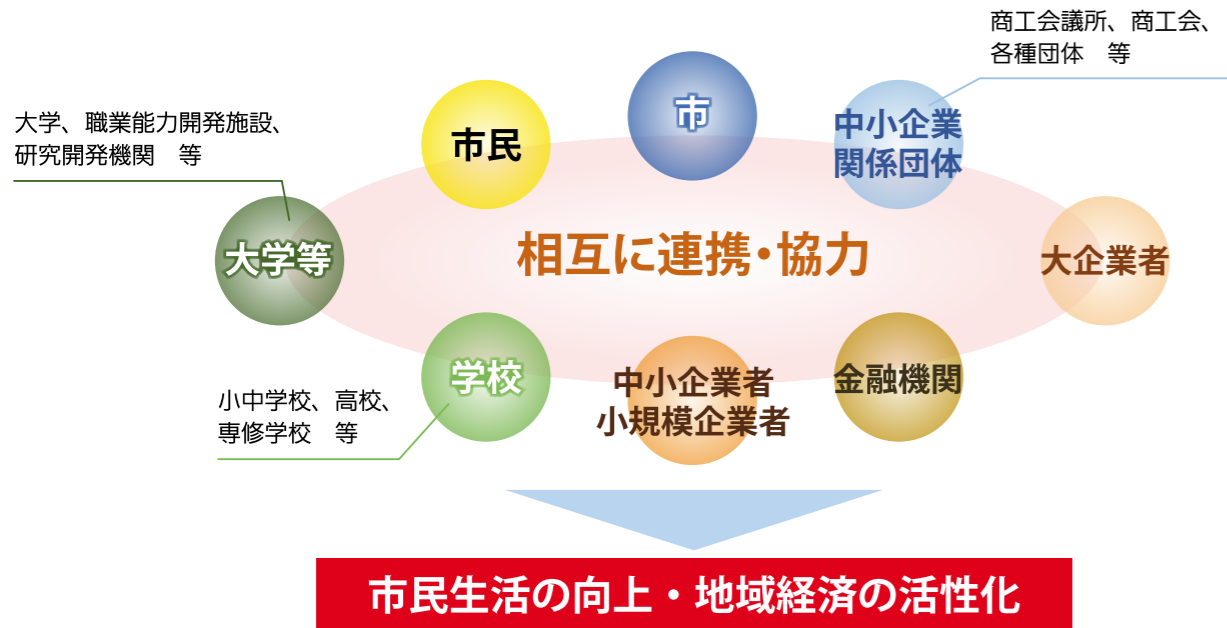 商工会議所、商工会、
各種団体　等
大学、職業能力開発施設、
研究開発機関　等
市民
市
中小企業
関係団体
大学等
相互に連携・協力
大企業者
学校
中小企業者
小規模企業者
金融機関
小中学校、高校、
専修学校　等
市民生活の向上・地域経済の活性化